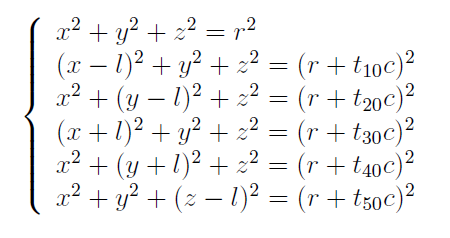 x² + y² + z² = r²
(x − l)² + y² + z² = (r + t₁₀c)²
x² + (y − l)² + z² = (r + t₂₀c)²
(x + l)² + y² + z² = (r + t₃₀c)²
x² + (y + l)² + z² = (r + t₄₀c)²
x² + y² + (z − l)² = (r + t₅₀c)²